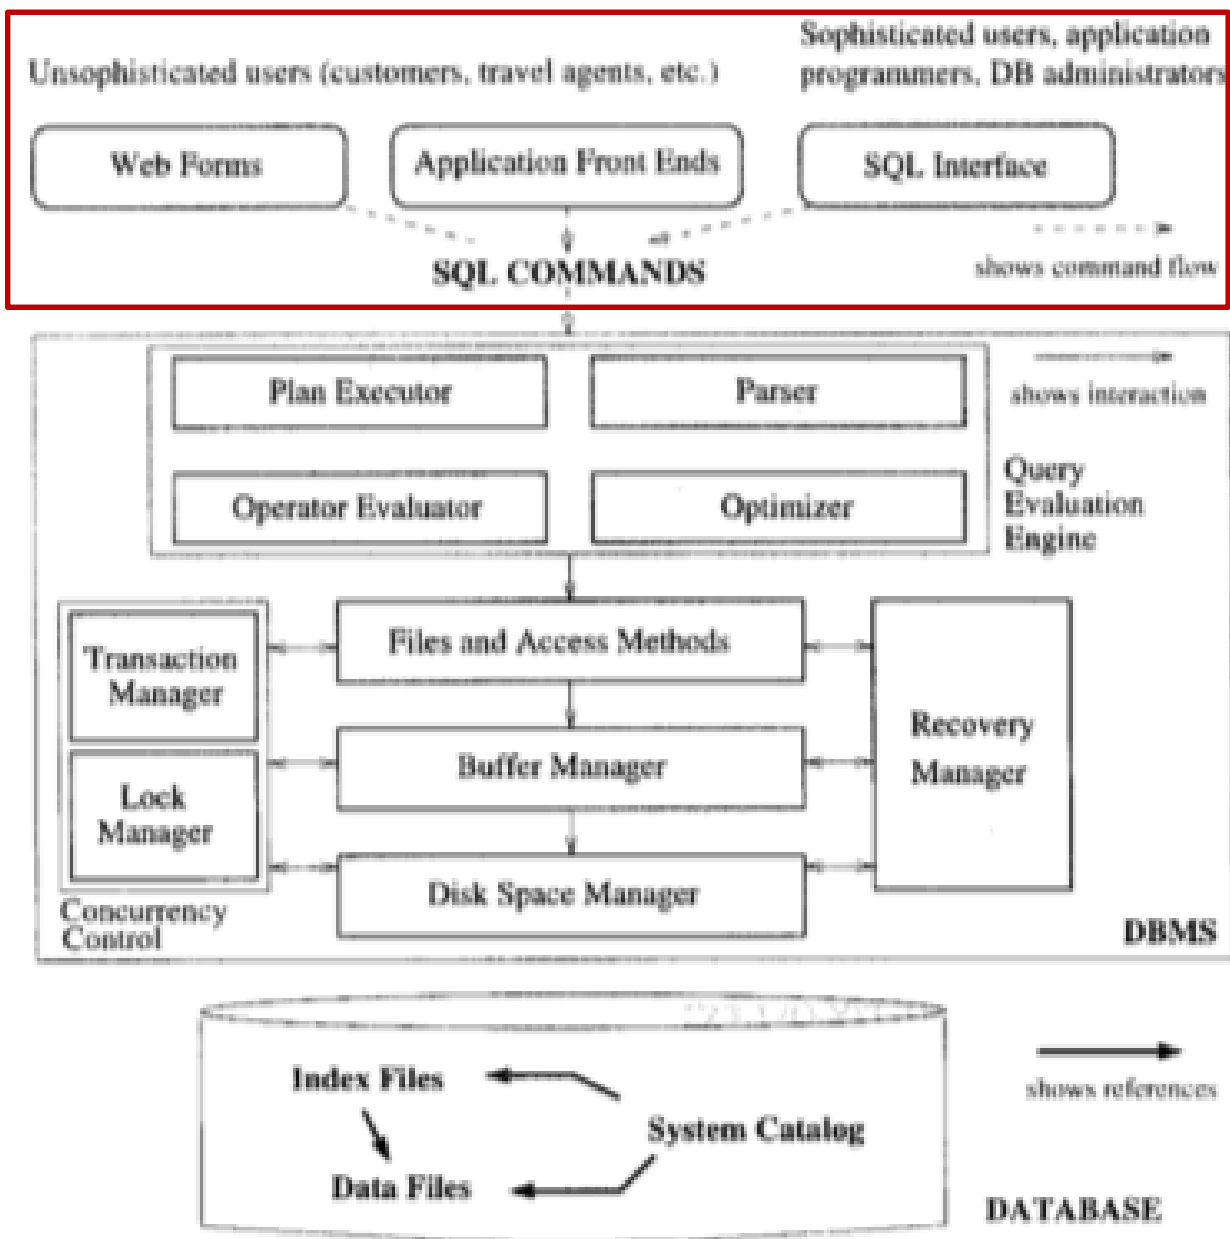 Unsophisticated users (customers, travel agents, etc.)
Sophisticated users, application
programmers, DB administrators
Web Forms
Application Front Ends
SQL Interface
SQL COMMANDS
shows command flow
Plan Executor
Parser
shows interaction
Operator Evaluator
Optimizer
Query
Evaluation
Engine
Transaction
Manager
Files and Access Methods
Recovery
Manager
Buffer Manager
Lock
Manager
Disk Space Manager
Concurrency
Control
DBMS
Index Files
shows references
System Catalog
Data Files
DATABASE